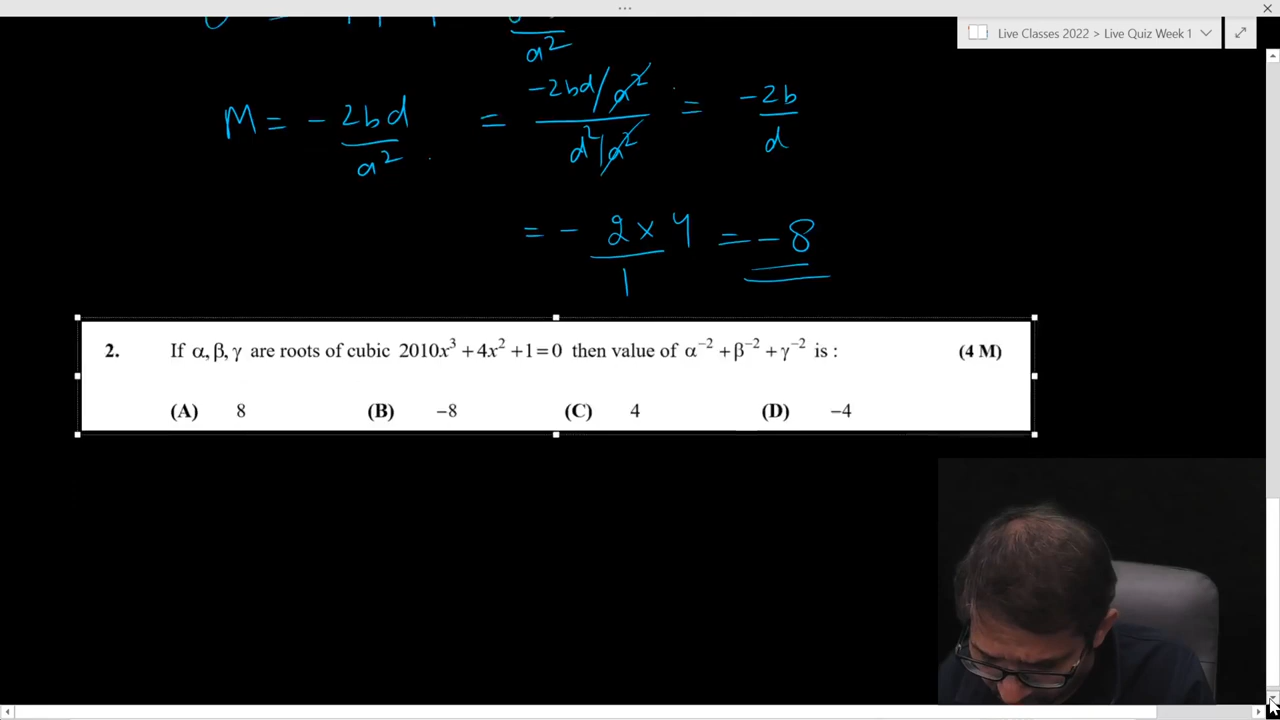 Live Classes 2022 > Live Quiz Week 1
a²
M = - 2bd / a² = -2bd/a² / d²/a² = -2b / d
= - 2 × 4 / 1 = -8
2. If α, β, γ are roots of cubic 2010x³ + 4x² + 1 = 0 then value of α⁻² + β⁻² + γ⁻² is : (4 M)
(A) 8 (B) −8 (C) 4 (D) −4